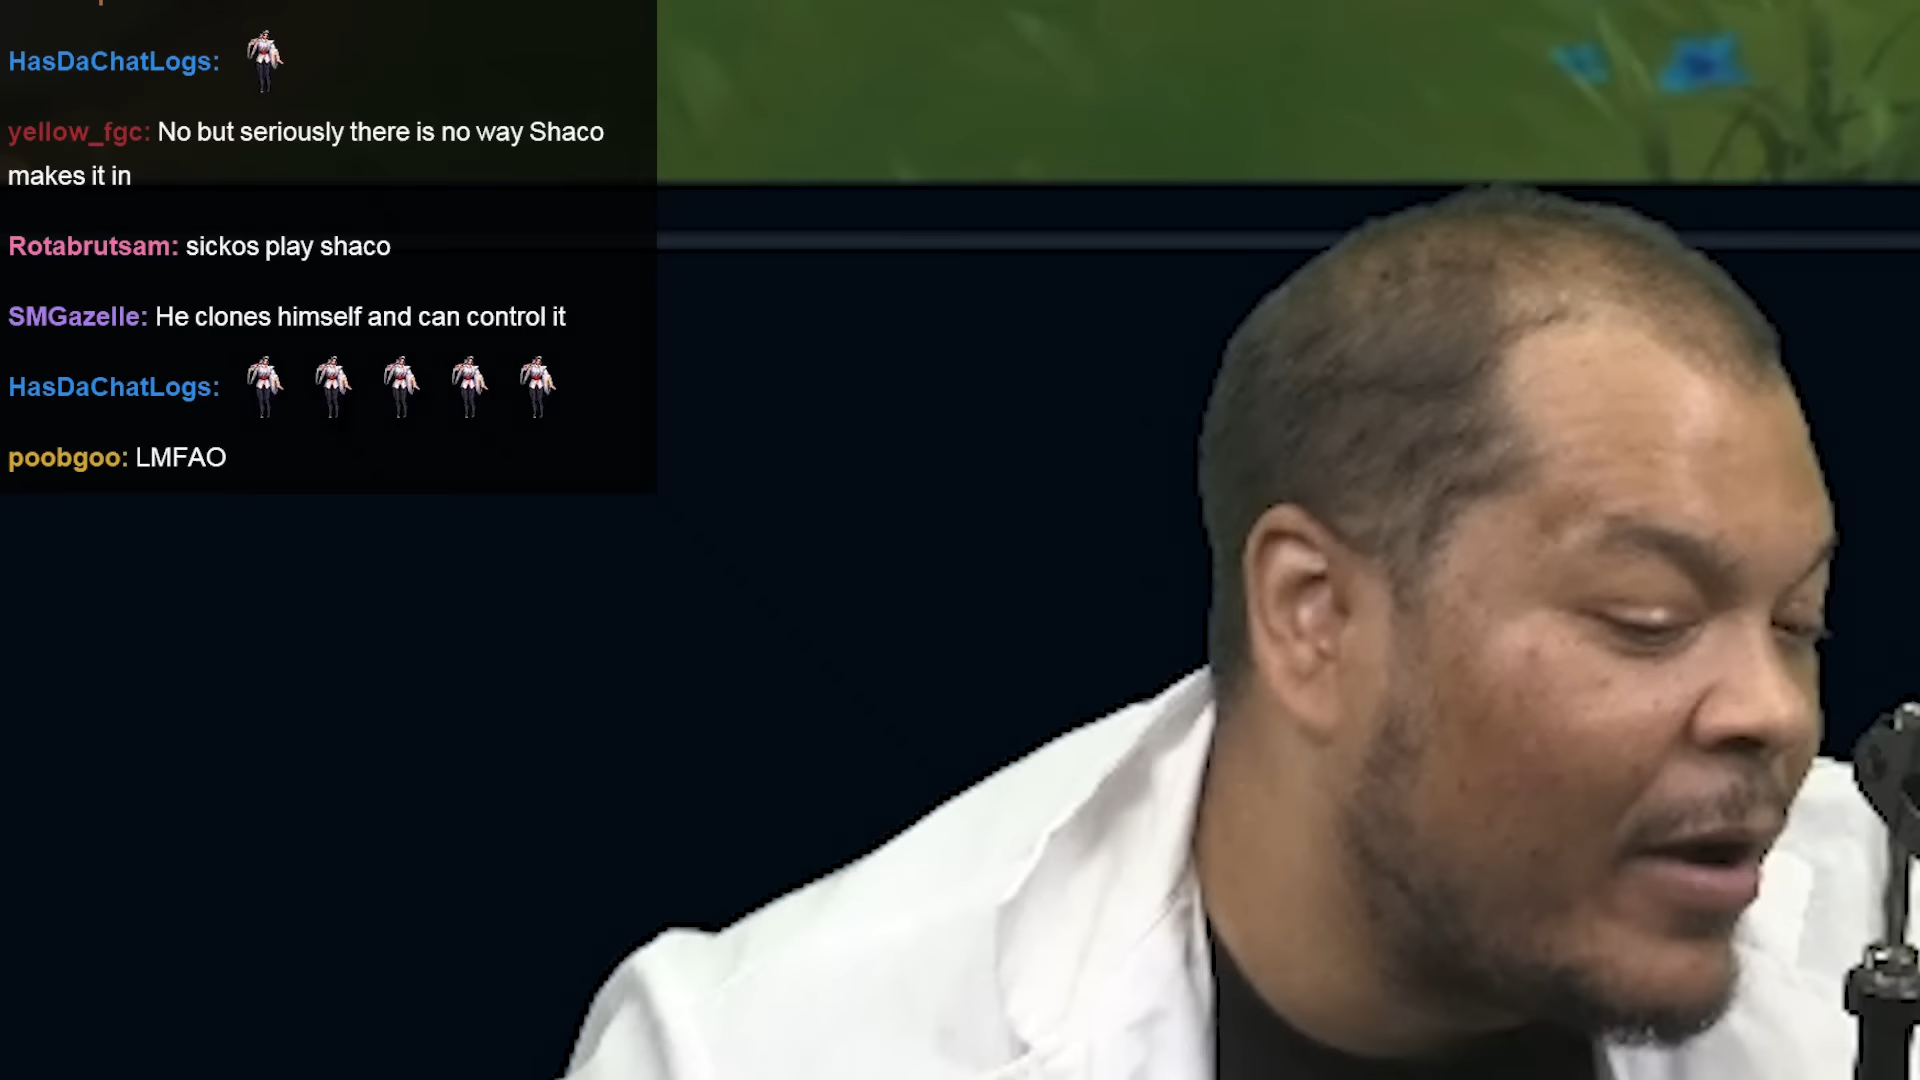 HasDaChatLogs:
yellow_fgc: No but seriously there is no way Shaco
makes it in
Rotabrutsam: sickos play shaco
SMGazelle: He clones himself and can control it
HasDaChatLogs:
poobgoo: LMFAO